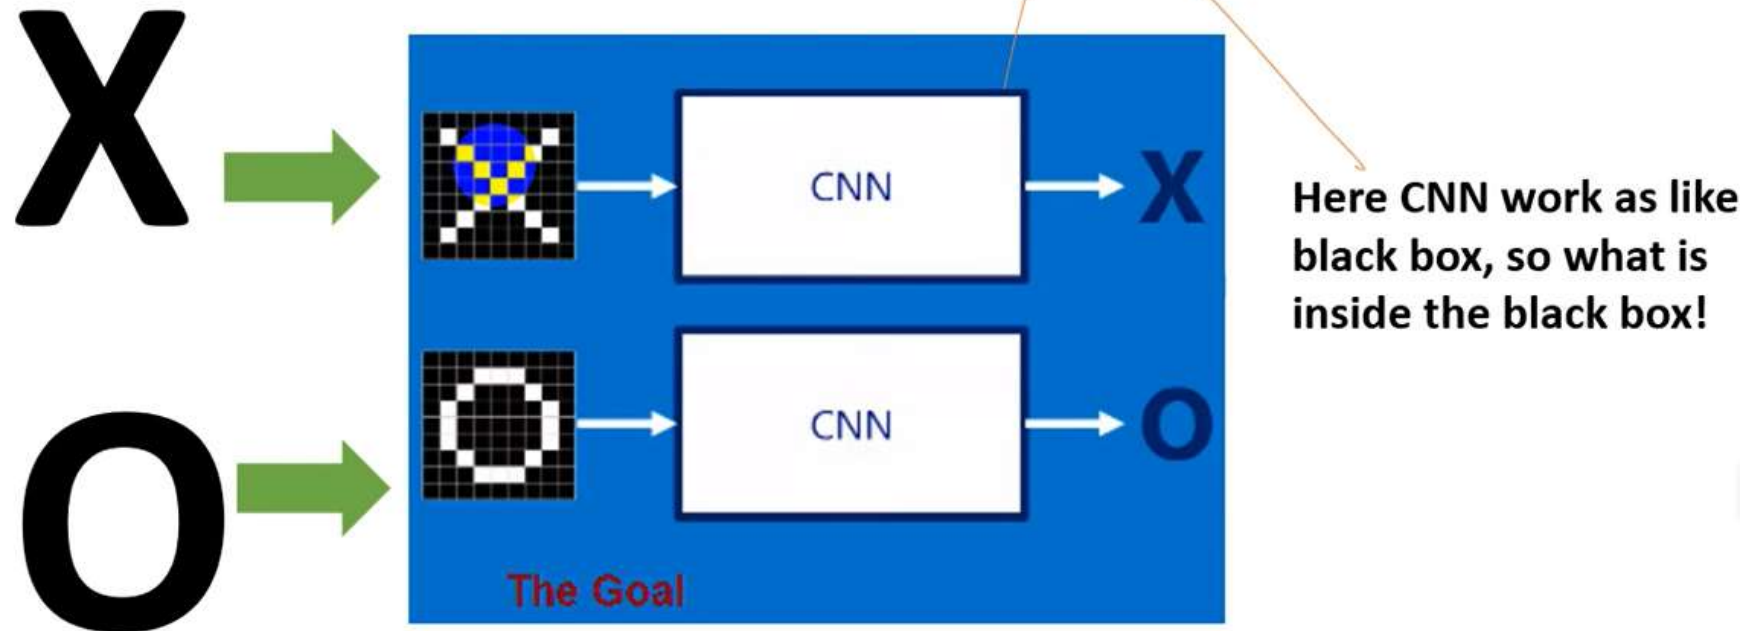 X
CNN
X
Here CNN work as like
black box, so what is
inside the black box!
O
CNN
O
The Goal